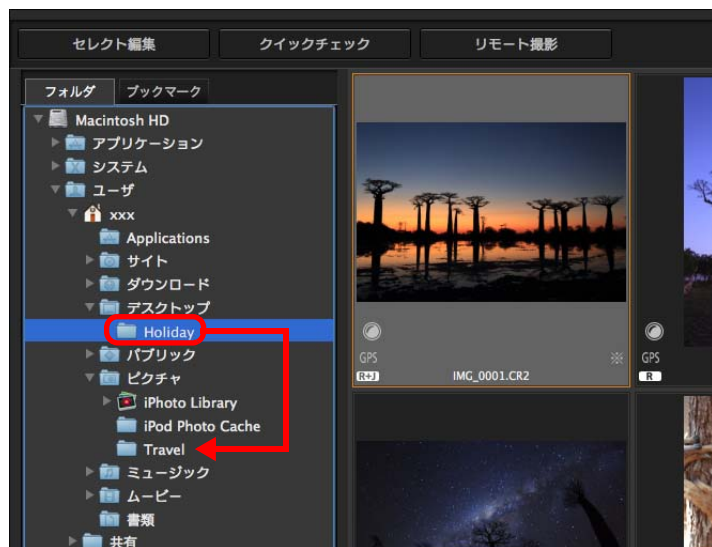 セレクト編集 クイックチェック リモート撮影
フォルダ ブックマーク
Macintosh HD
アプリケーション
システム
ユーザ
xxx
Applications
サイト
ダウンロード
デスクトップ
Holiday
パブリック
ピクチャ
iPhoto Library
iPod Photo Cache
Travel
ミュージック
ムービー
書類
共有
GPS
R+J
IMG_0001.CR2
GPS
R